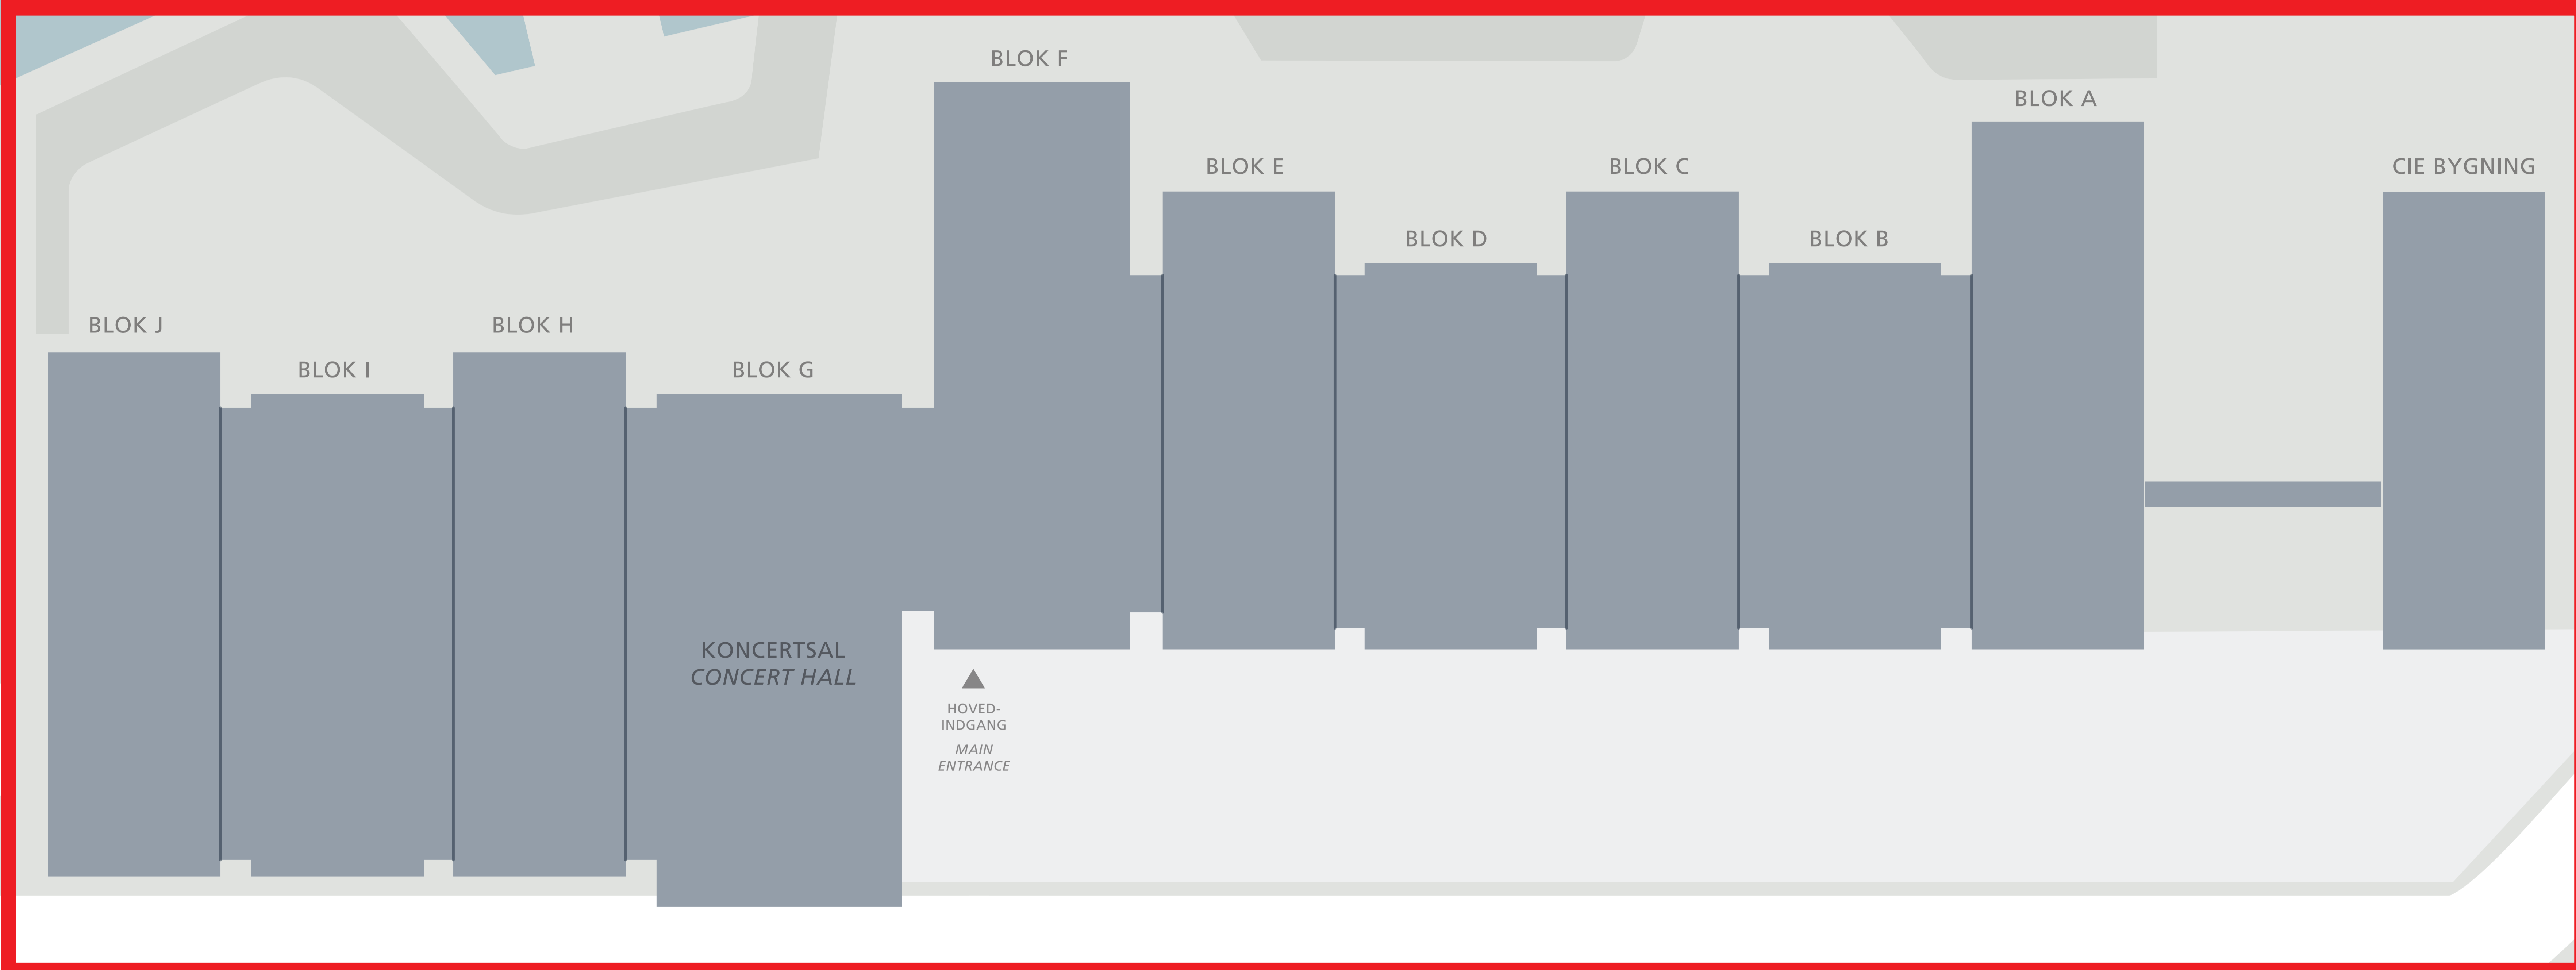 BLOK F
BLOK A
BLOK E
BLOK C
CIE BYGNING
BLOK D
BLOK B
BLOK J
BLOK H
BLOK I
BLOK G
KONCERTSAL
CONCERT HALL
HOVED-
INDGANG
MAIN
ENTRANCE